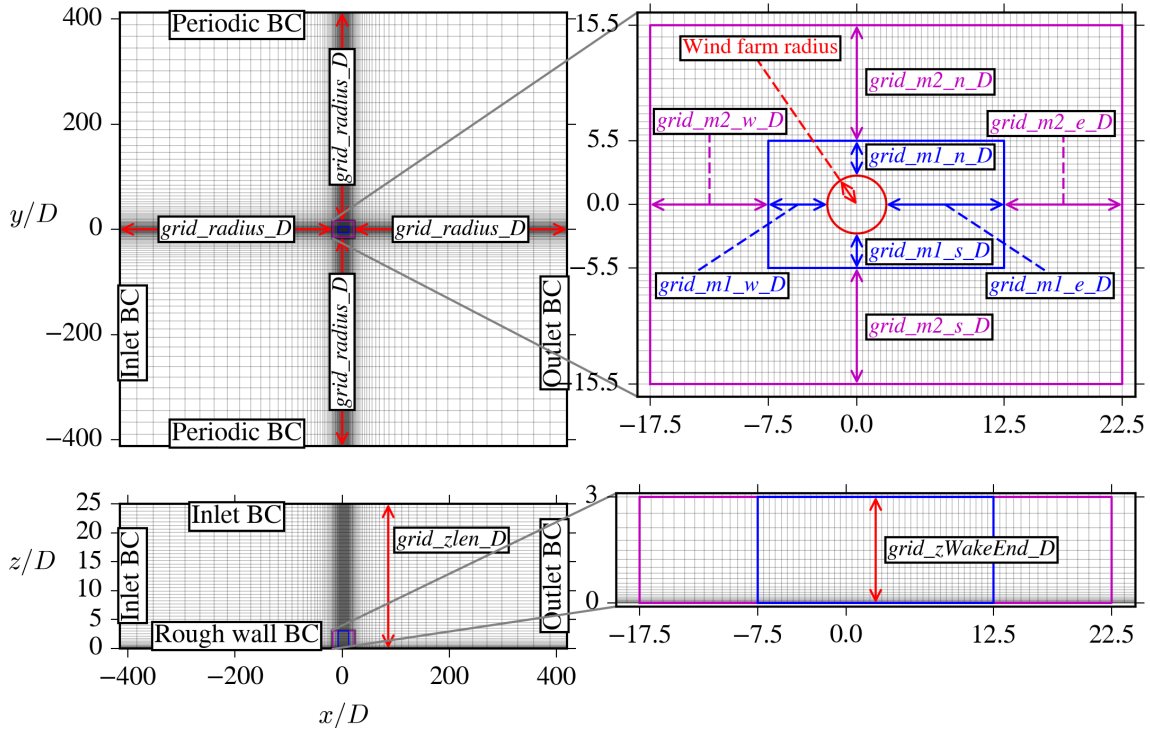 Periodic BC
400
200
y/D
0
−200
−400
grid_radius_D
grid_radius_D
grid_radius_D
grid_radius_D
Inlet BC
Outlet BC
Periodic BC
15.5
5.5
0.0
−5.5
−15.5
Wind farm radius
grid_m2_n_D
grid_m2_w_D
grid_m2_e_D
grid_m1_n_D
grid_m1_s_D
grid_m1_w_D
grid_m1_e_D
grid_m2_s_D
−17.5
−7.5
0.0
12.5
22.5
25
20
15
10
5
0
z/D
Inlet BC
Inlet BC
grid_zlen_D
Outlet BC
Rough wall BC
−400
−200
0
200
400
x/D
3
0
grid_zWakeEnd_D
−17.5
−7.5
0.0
12.5
22.5